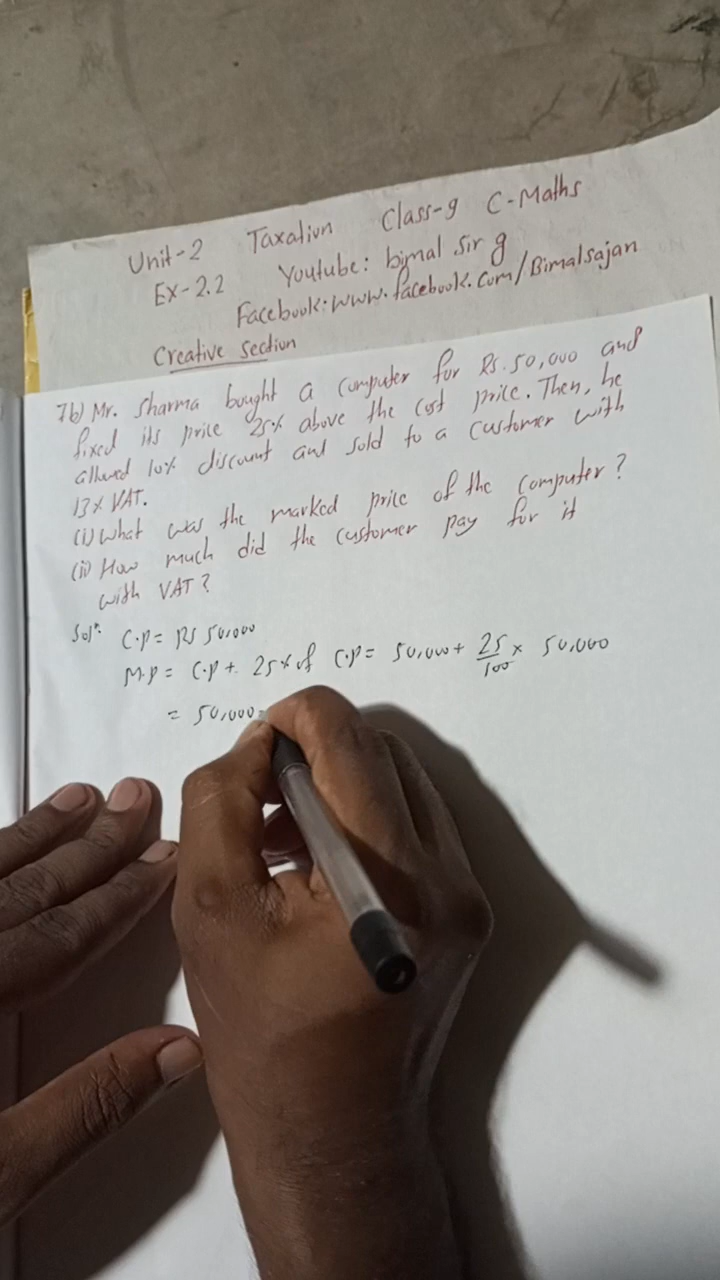 Unit-2 Taxation Class-9 C-Maths
Ex-2.2 Youtube: bimal sir g
Facebook: www.facebook.com/Bimalsajan
Creative section
7b) Mr. Sharma bought a computer for Rs. 50,000 and
fixed its price 25% above the cost price. Then, he
allowed 10% discount and sold to a customer with
13% VAT.
(i) What was the marked price of the computer?
(ii) How much did the customer pay for it
with VAT?
Solⁿ. C.P = RS 50,000
M.P = C.P + 25% of C.P = 50,000 + 25/100 × 50,000
= 50,000